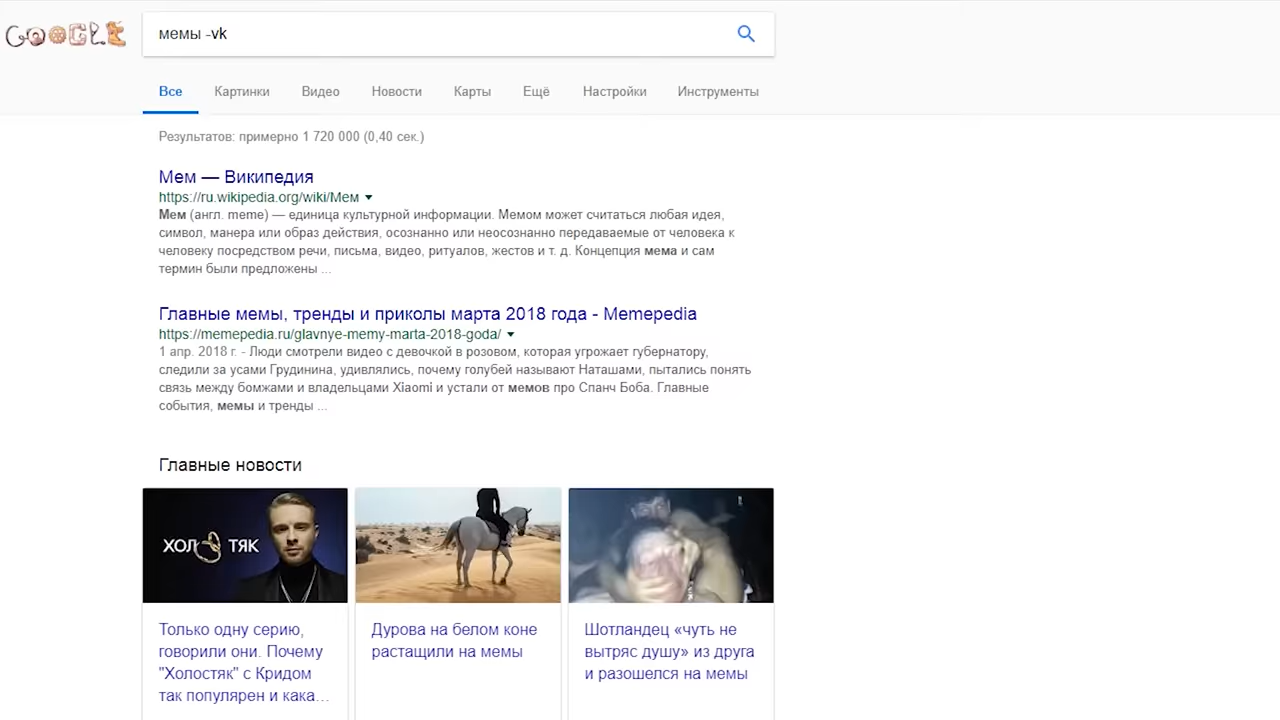 GOOGLE
мемы -vk
Все Картинки Видео Новости Карты Ещё Настройки Инструменты
Результатов: примерно 1 720 000 (0,40 сек.)
Мем — Википедия
https://ru.wikipedia.org/wiki/Мем
Мем (англ. meme) — единица культурной информации. Мемом может считаться любая идея,
символ, манера или образ действия, осознанно или неосознанно передаваемые от человека к
человеку посредством речи, письма, видео, ритуалов, жестов и т. д. Концепция мема и сам
термин были предложены ...
Главные мемы, тренды и приколы марта 2018 года - Memepedia
https://memepedia.ru/glavnye-memy-marta-2018-goda/
1 апр. 2018 г. - Люди смотрели видео с девочкой в розовом, которая угрожает губернатору,
следили за усами Грудинина, удивлялись, почему голубей называют Наташами, пытались понять
связь между бомжами и владельцами Xiaomi и устали от мемов про Спанч Боба. Главные
события, мемы и тренды ...
Главные новости
ХОЛ ТЯК
Только одну серию,
говорили они. Почему
"Холостяк" с Кридом
так популярен и кака...
Дурова на белом коне
растащили на мемы
Шотландец «чуть не
вытряс душу» из друга
и разошелся на мемы